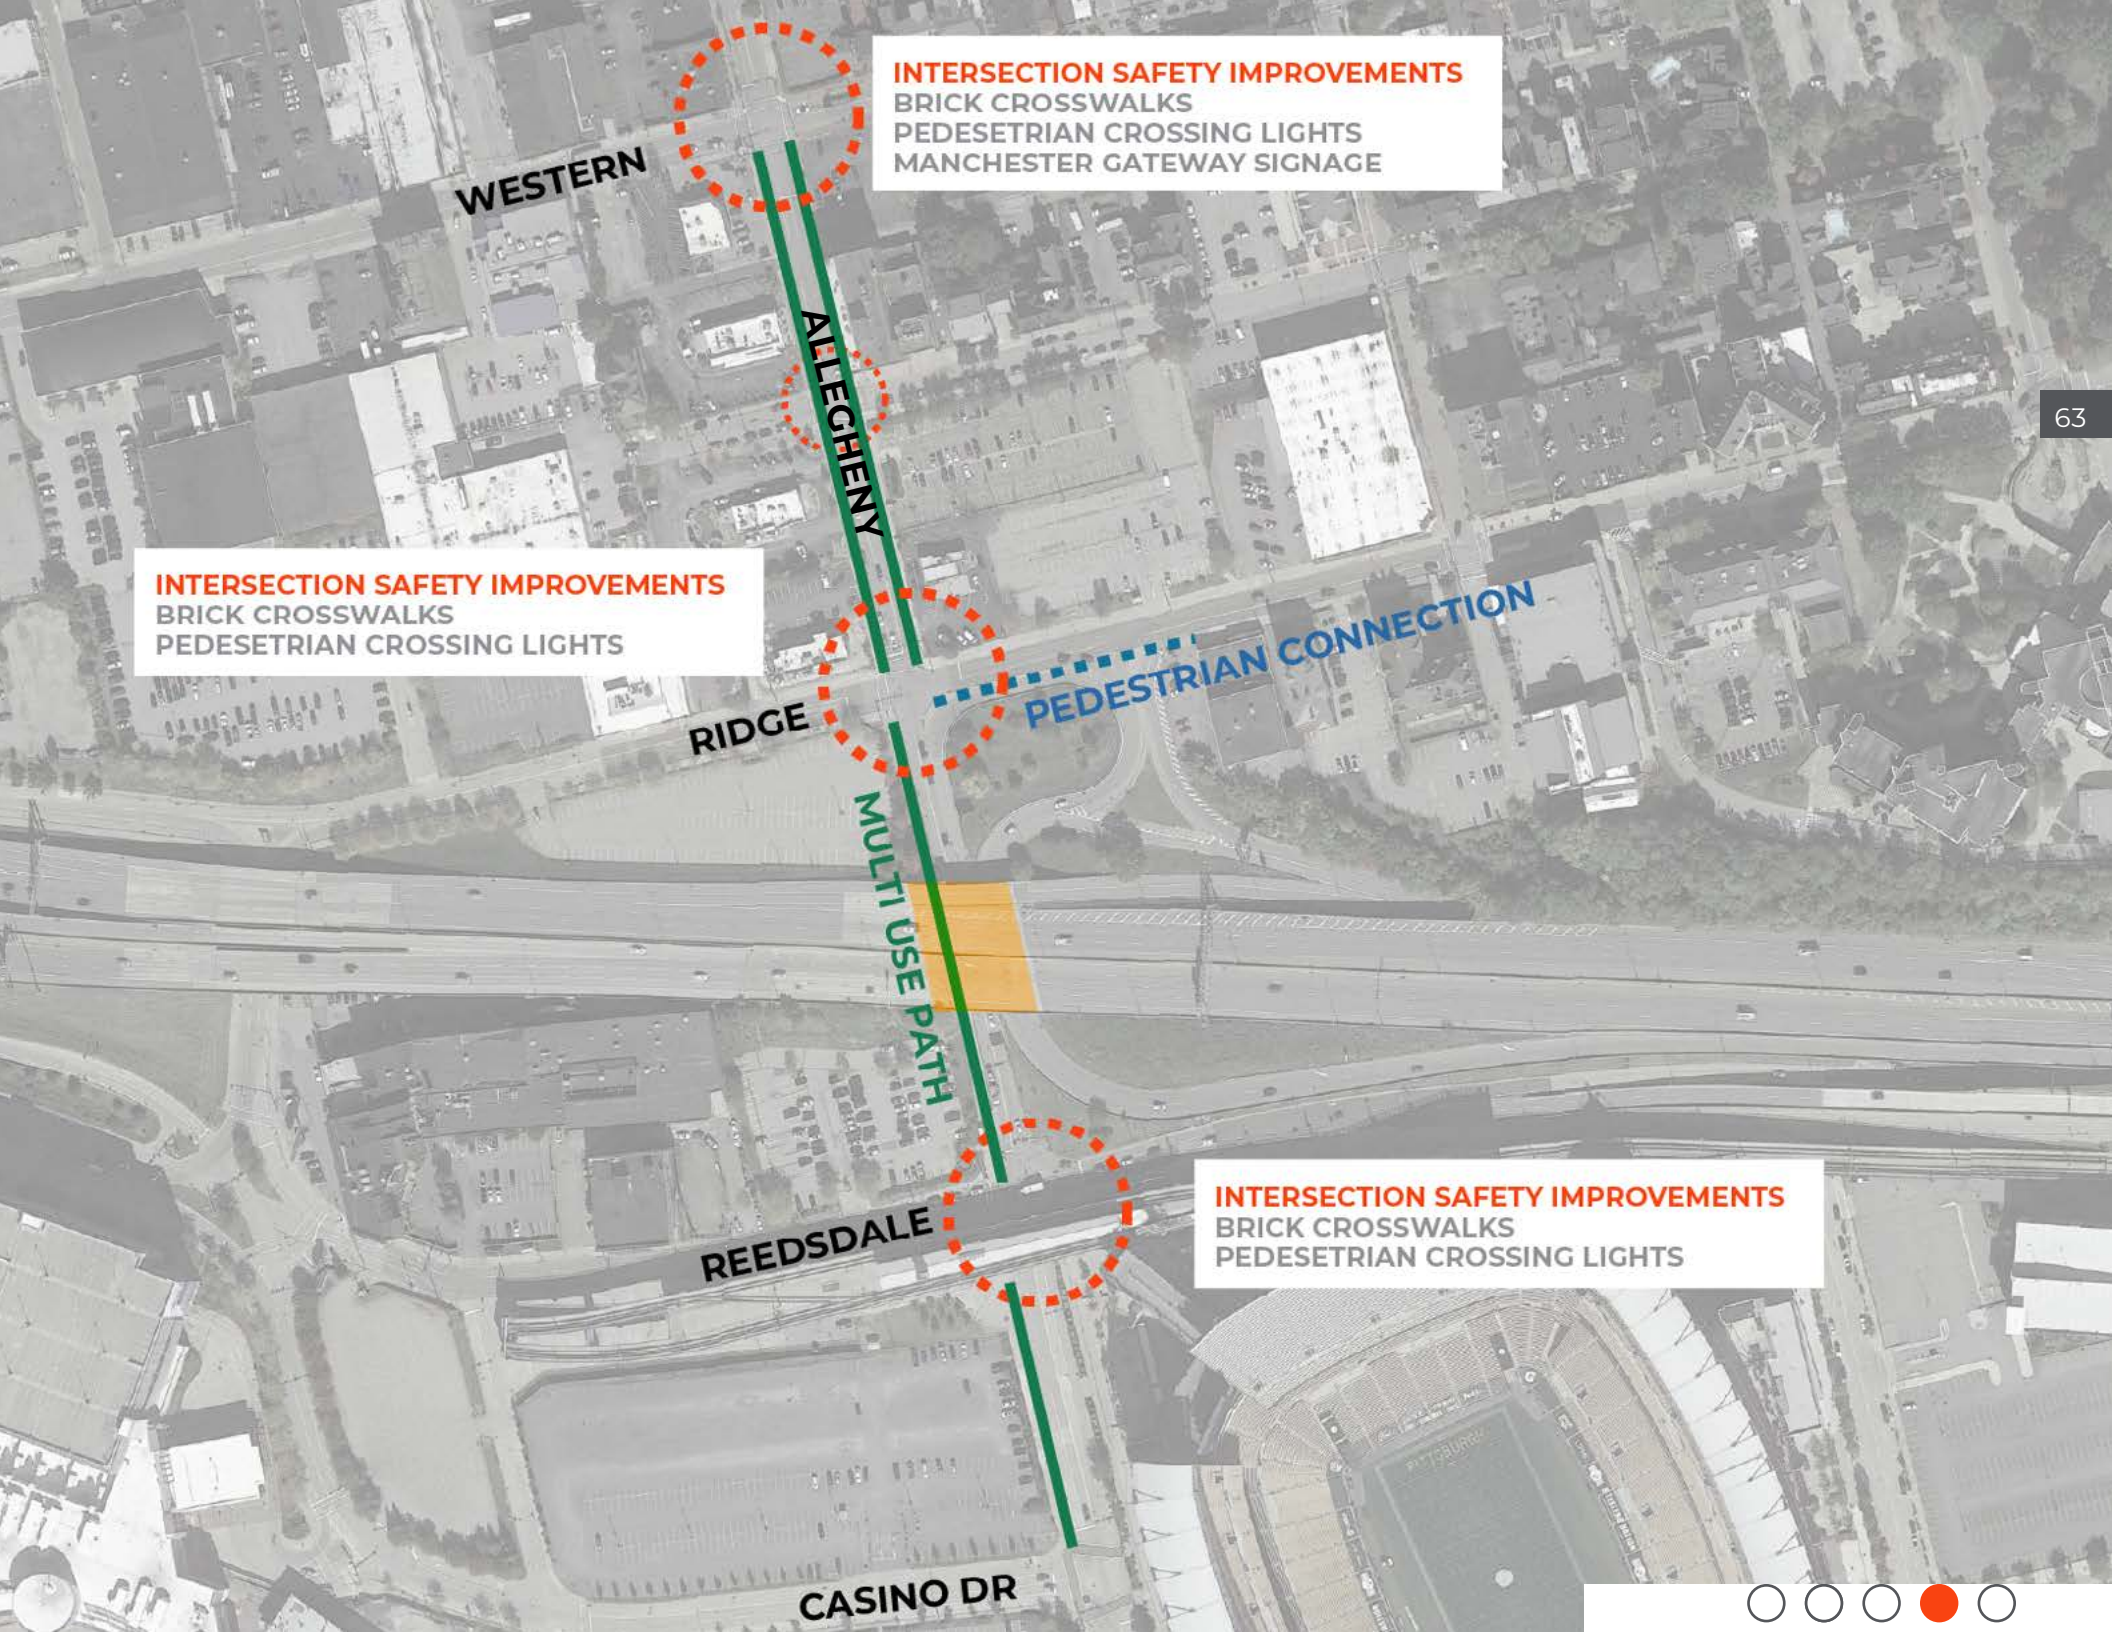 INTERSECTION SAFETY IMPROVEMENTS
BRICK CROSSWALKS
PEDESETRIAN CROSSING LIGHTS
MANCHESTER GATEWAY SIGNAGE
WESTERN
ALLEGHENY
63
INTERSECTION SAFETY IMPROVEMENTS
BRICK CROSSWALKS
PEDESETRIAN CROSSING LIGHTS
PEDESTRIAN CONNECTION
RIDGE
MULTI USE PATH
INTERSECTION SAFETY IMPROVEMENTS
BRICK CROSSWALKS
PEDESETRIAN CROSSING LIGHTS
REEDSDALE
PITTSBURGH
CASINO DR